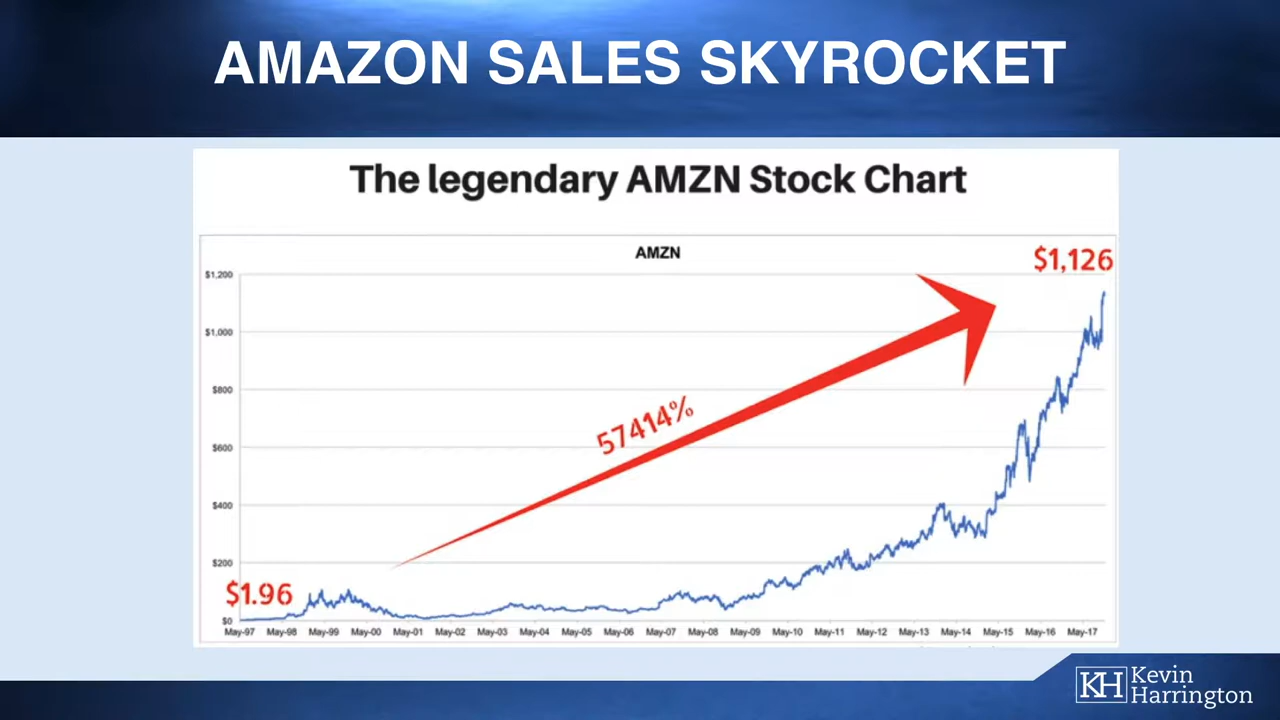 AMAZON SALES SKYROCKET
The legendary AMZN Stock Chart
AMZN
$1,126
$1,200
$1,000
$800
57414%
$600
$400
$200
$1.96
$0
May-97 May-98 May-99 May-00 May-01 May-02 May-03 May-04 May-05 May-06 May-07 May-08 May-09 May-10 May-11 May-12 May-13 May-14 May-15 May-16 May-17
KH
Kevin
Harrington